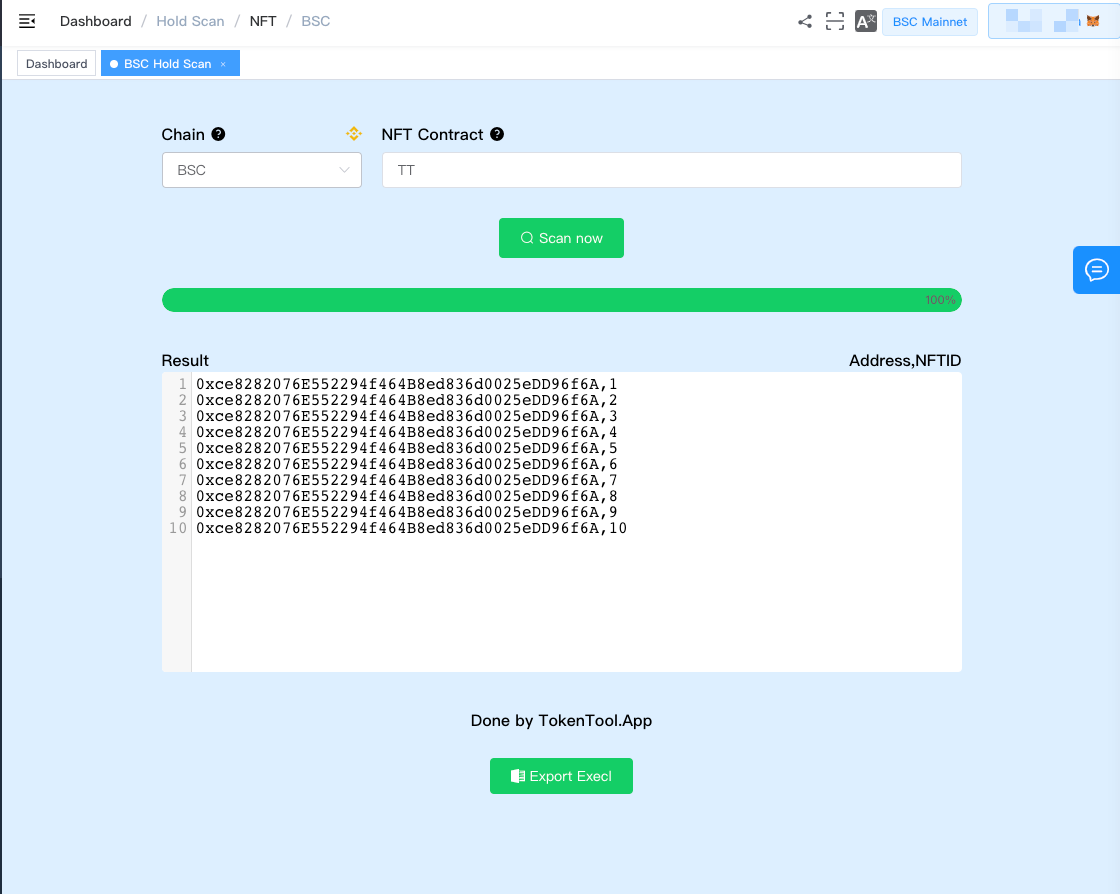 Dashboard / Hold Scan / NFT / BSC
BSC Mainnet
Dashboard
BSC Hold Scan ×
Chain
NFT Contract
BSC
TT
Scan now
100%
Result
Address,NFTID
1 0xce8282076E552294f464B8ed836d0025eDD96f6A,1
2 0xce8282076E552294f464B8ed836d0025eDD96f6A,2
3 0xce8282076E552294f464B8ed836d0025eDD96f6A,3
4 0xce8282076E552294f464B8ed836d0025eDD96f6A,4
5 0xce8282076E552294f464B8ed836d0025eDD96f6A,5
6 0xce8282076E552294f464B8ed836d0025eDD96f6A,6
7 0xce8282076E552294f464B8ed836d0025eDD96f6A,7
8 0xce8282076E552294f464B8ed836d0025eDD96f6A,8
9 0xce8282076E552294f464B8ed836d0025eDD96f6A,9
10 0xce8282076E552294f464B8ed836d0025eDD96f6A,10
Done by TokenTool.App
Export Execl